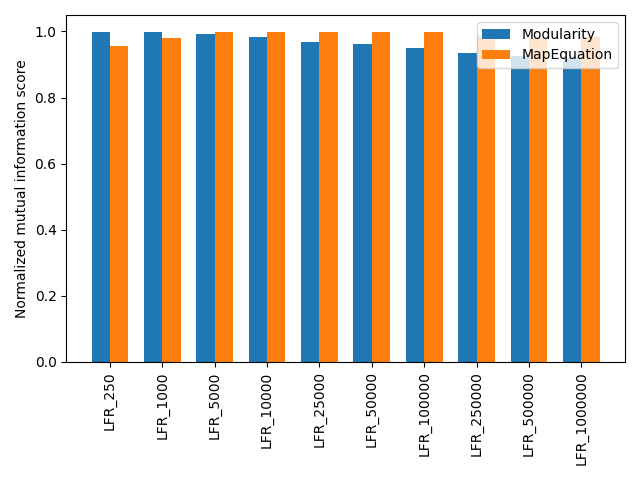 Modularity
MapEquation
Normalized mutual information score
1.0
0.8
0.6
0.4
0.2
0.0
LFR_250
LFR_1000
LFR_5000
LFR_10000
LFR_25000
LFR_50000
LFR_100000
LFR_250000
LFR_500000
LFR_1000000